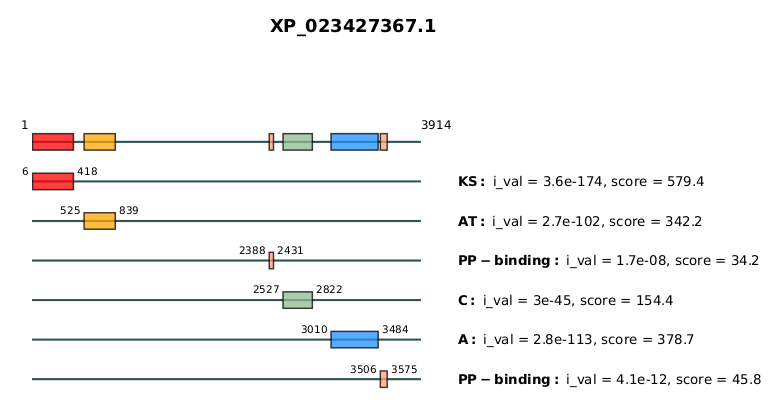 XP_023427367.1
1
3914
6 418 KS: i_val = 3.6e-174, score = 579.4
525 839 AT: i_val = 2.7e-102, score = 342.2
2388 2431 PP−binding: i_val = 1.7e-08, score = 34.2
2527 2822 C: i_val = 3e-45, score = 154.4
3010 3484 A: i_val = 2.8e-113, score = 378.7
3506 3575 PP−binding: i_val = 4.1e-12, score = 45.8